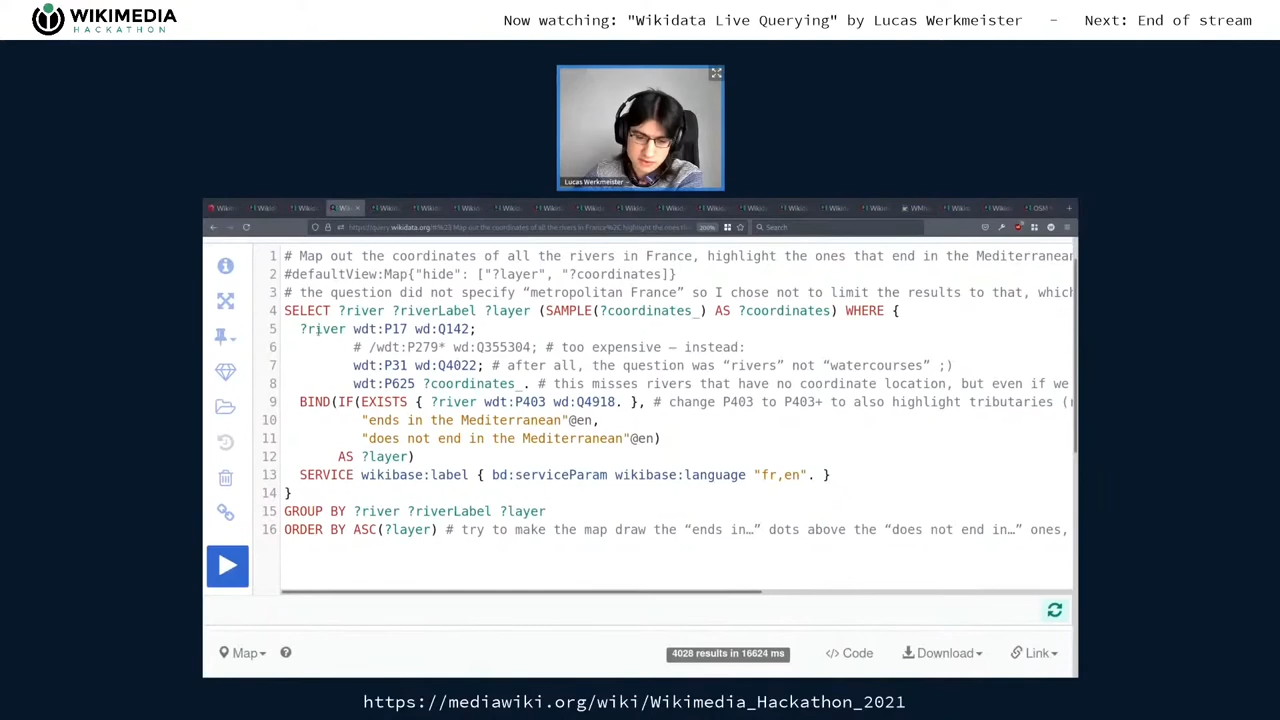 WIKIMEDIA
HACKATHON
Now watching: "Wikidata Live Querying" by Lucas Werkmeister - Next: End of stream
Lucas Werkmeister
200%
Search
1 # Map out the coordinates of all the rivers in France, highlight the ones that end in the Mediterranean
2 #defaultView:Map{"hide": ["?layer", "?coordinates]}
3 # the question did not specify “metropolitan France” so I chose not to limit the results to that, which
4 SELECT ?river ?riverLabel ?layer (SAMPLE(?coordinates_) AS ?coordinates) WHERE {
5 ?river wdt:P17 wd:Q142;
6 # /wdt:P279* wd:Q355304; # too expensive – instead:
7 wdt:P31 wd:Q4022; # after all, the question was “rivers” not “watercourses” ;)
8 wdt:P625 ?coordinates_. # this misses rivers that have no coordinate location, but even if we
9 BIND(IF(EXISTS { ?river wdt:P403 wd:Q4918. }, # change P403 to P403+ to also highlight tributaries (
10 "ends in the Mediterranean"@en,
11 "does not end in the Mediterranean"@en)
12 AS ?layer)
13 SERVICE wikibase:label { bd:serviceParam wikibase:language "fr,en". }
14 }
15 GROUP BY ?river ?riverLabel ?layer
16 ORDER BY ASC(?layer) # try to make the map draw the “ends in…” dots above the “does not end in…” ones,
Map
4028 results in 16624 ms
</> Code
Download
Link
https://mediawiki.org/wiki/Wikimedia_Hackathon_2021